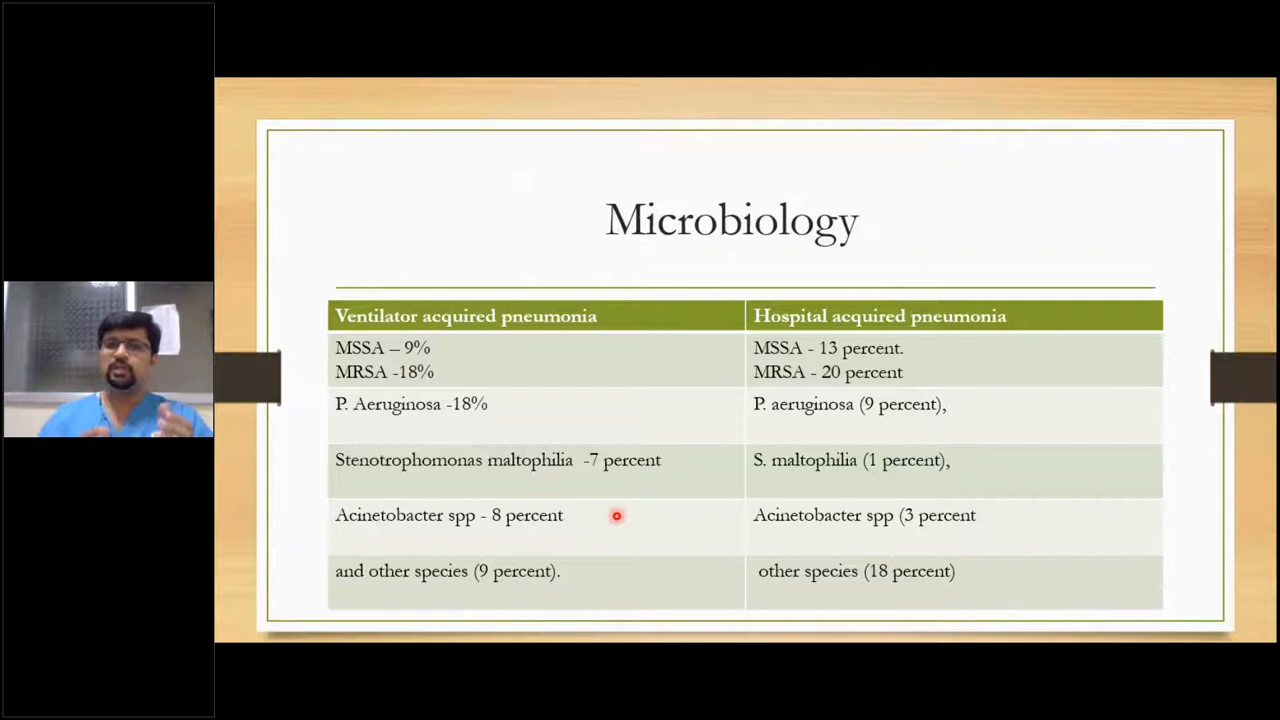 Microbiology
Ventilator acquired pneumonia
Hospital acquired pneumonia
MSSA – 9%
MRSA -18%
MSSA - 13 percent.
MRSA - 20 percent
P. Aeruginosa -18%
P. aeruginosa (9 percent),
Stenotrophomonas maltophilia -7 percent
S. maltophilia (1 percent),
Acinetobacter spp - 8 percent
Acinetobacter spp (3 percent
and other species (9 percent).
other species (18 percent)